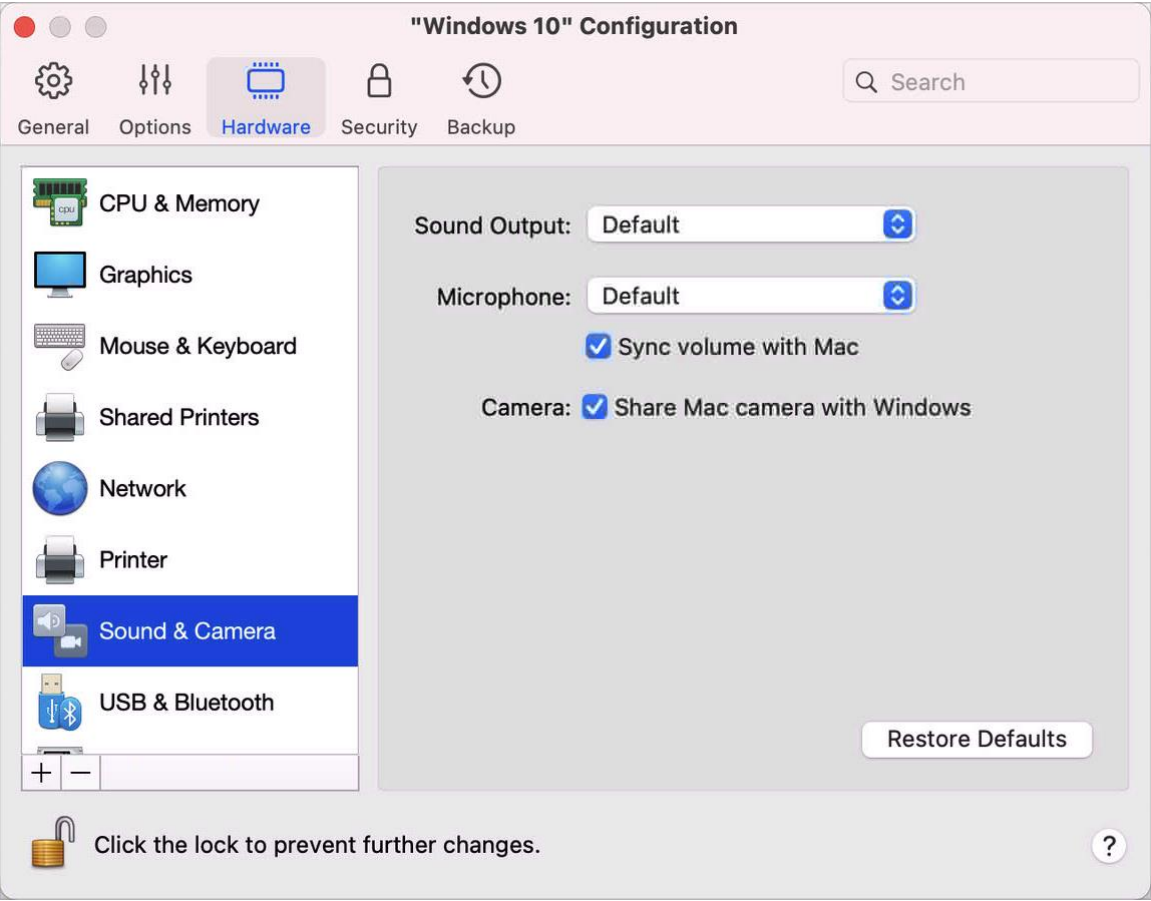 "Windows 10" Configuration
General Options Hardware Security Backup
Search
CPU & Memory
Graphics
Mouse & Keyboard
Shared Printers
Network
Printer
Sound & Camera
USB & Bluetooth
Sound Output: Default
Microphone: Default
Sync volume with Mac
Camera: Share Mac camera with Windows
Restore Defaults
Click the lock to prevent further changes.
?
cpu